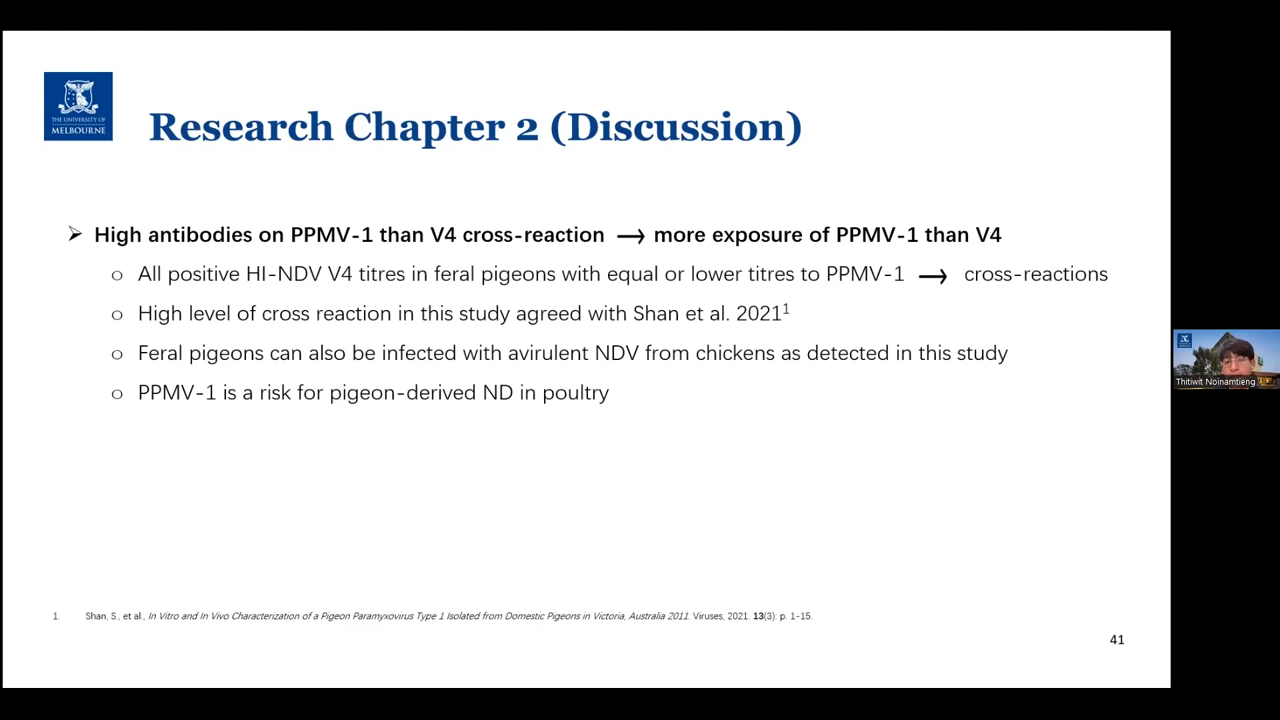 THE UNIVERSITY OF
MELBOURNE
Research Chapter 2 (Discussion)
➢ High antibodies on PPMV-1 than V4 cross-reaction → more exposure of PPMV-1 than V4
o All positive HI-NDV V4 titres in feral pigeons with equal or lower titres to PPMV-1 → cross-reactions
o High level of cross reaction in this study agreed with Shan et al. 2021¹
o Feral pigeons can also be infected with avirulent NDV from chickens as detected in this study
o PPMV-1 is a risk for pigeon-derived ND in poultry
Thitiwit Noinamtieng
1. Shan, S., et al., In Vitro and In Vivo Characterization of a Pigeon Paramyxovirus Type 1 Isolated from Domestic Pigeons in Victoria, Australia 2011. Viruses, 2021. 13(3): p. 1-15.
41